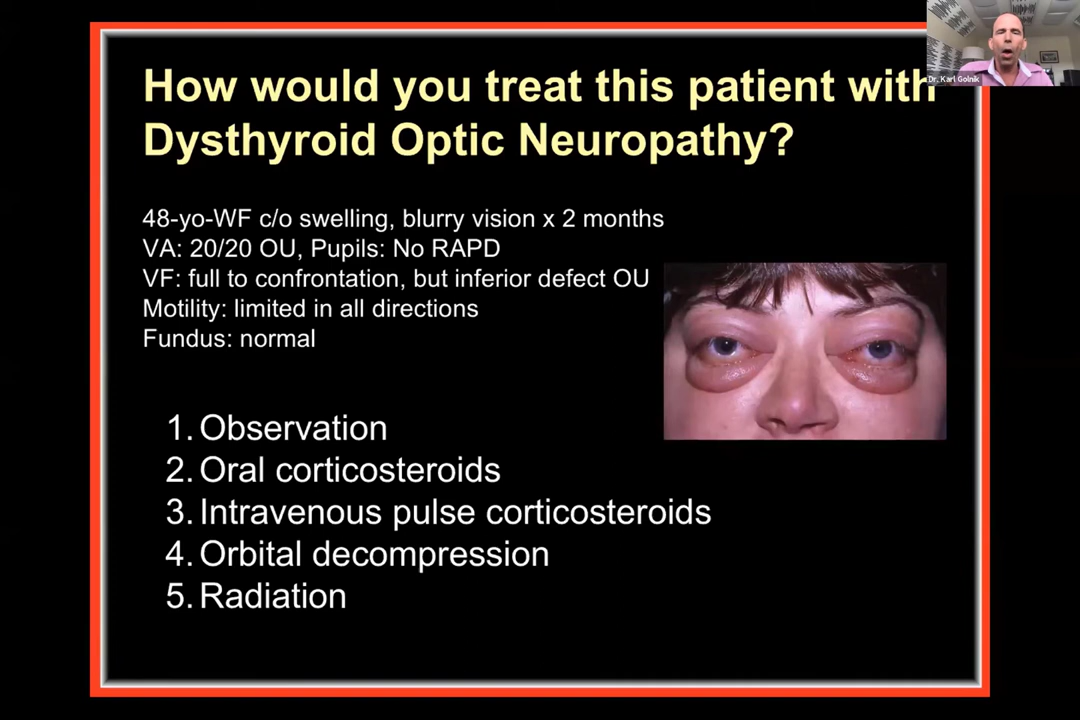 Dr. Karl Golnik
How would you treat this patient with
Dysthyroid Optic Neuropathy?
48-yo-WF c/o swelling, blurry vision x 2 months
VA: 20/20 OU, Pupils: No RAPD
VF: full to confrontation, but inferior defect OU
Motility: limited in all directions
Fundus: normal
1. Observation
2. Oral corticosteroids
3. Intravenous pulse corticosteroids
4. Orbital decompression
5. Radiation